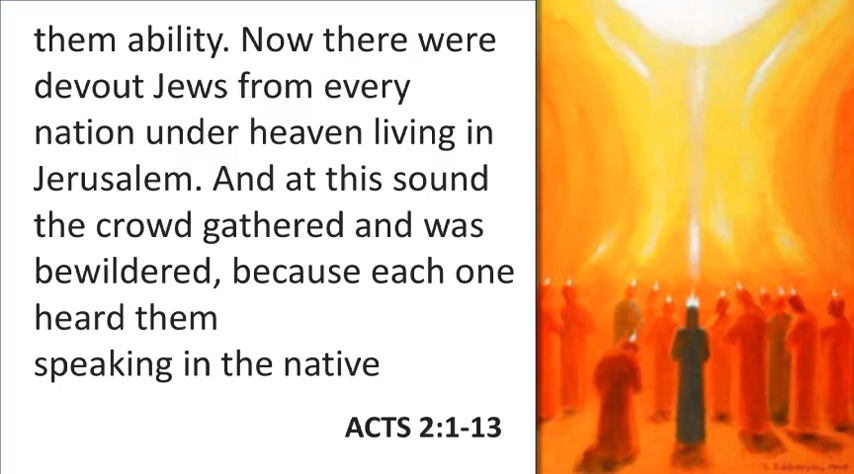 them ability. Now there were
devout Jews from every
nation under heaven living in
Jerusalem. And at this sound
the crowd gathered and was
bewildered, because each one
heard them
speaking in the native
ACTS 2:1-13